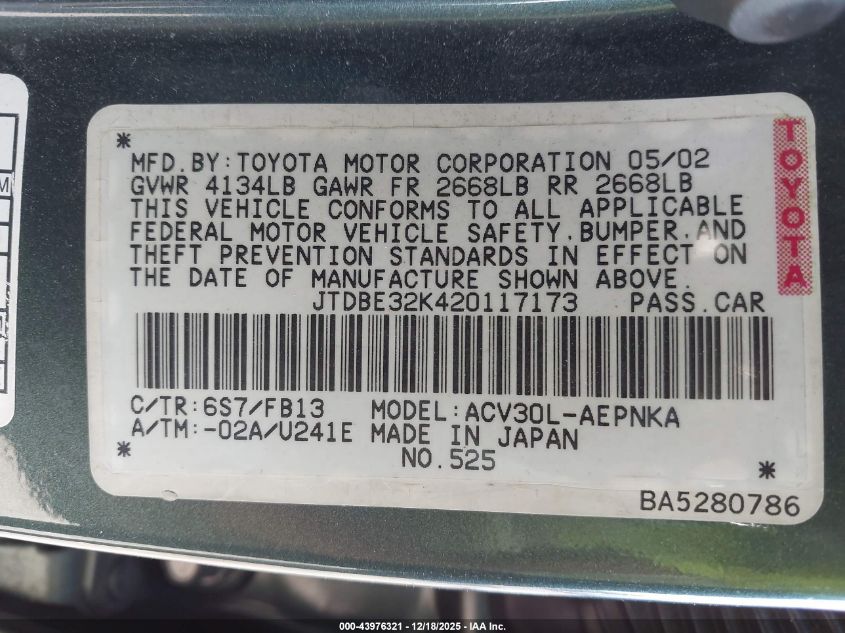 *
MFD.BY:TOYOTA MOTOR CORPORATION 05/02
GVWR 4134LB GAWR FR 2668LB RR 2668LB
THIS VEHICLE CONFORMS TO ALL APPLICABLE
FEDERAL MOTOR VEHICLE SAFETY,BUMPER,AND
THEFT PREVENTION STANDARDS IN EFFECT ON
THE DATE OF MANUFACTURE SHOWN ABOVE.
JTDBE32K420117173 PASS.CAR
C/TR:6S7/FB13 MODEL:ACV30L-AEPNKA
A/TM:-02A/U241E MADE IN JAPAN
* NO.525 *
BA5280786
TOYOTA
M
000-43976321 - 12/18/2025 - IAA Inc.